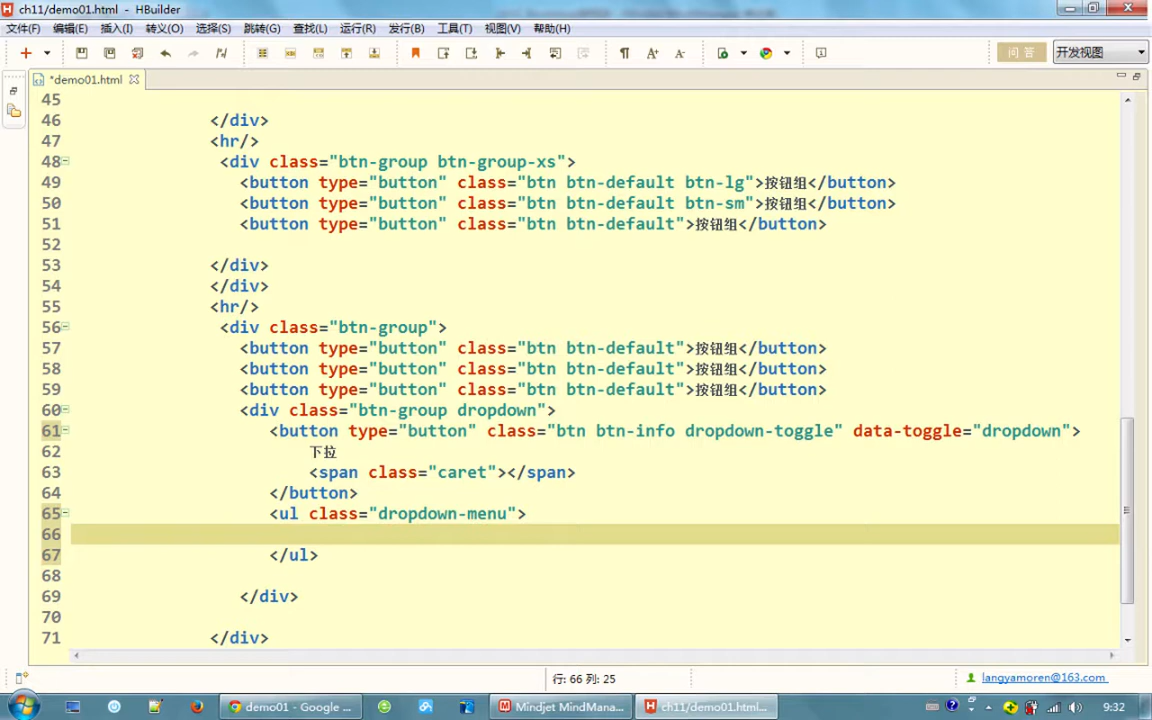 ch11/demo01.html - HBuilder
文件(F) 编辑(E) 插入(I) 转义(O) 选择(S) 跳转(G) 查找(L) 运行(R) 发行(B) 工具(T) 视图(V) 帮助(H)
问 答 开发视图
*demo01.html
45
46 </div>
47 <hr/>
48 <div class="btn-group btn-group-xs">
49 <button type="button" class="btn btn-default btn-lg">按钮组</button>
50 <button type="button" class="btn btn-default btn-sm">按钮组</button>
51 <button type="button" class="btn btn-default">按钮组</button>
52
53 </div>
54 </div>
55 <hr/>
56 <div class="btn-group">
57 <button type="button" class="btn btn-default">按钮组</button>
58 <button type="button" class="btn btn-default">按钮组</button>
59 <button type="button" class="btn btn-default">按钮组</button>
60 <div class="btn-group dropdown">
61 <button type="button" class="btn btn-info dropdown-toggle" data-toggle="dropdown">
62 下拉
63 <span class="caret"></span>
64 </button>
65 <ul class="dropdown-menu">
66
67 </ul>
68
69 </div>
70
71 </div>
行: 66 列: 25 langyamoren@163.com
demo01 - Google ... Mindjet MindMana... ch11/demo01.html... 9:32